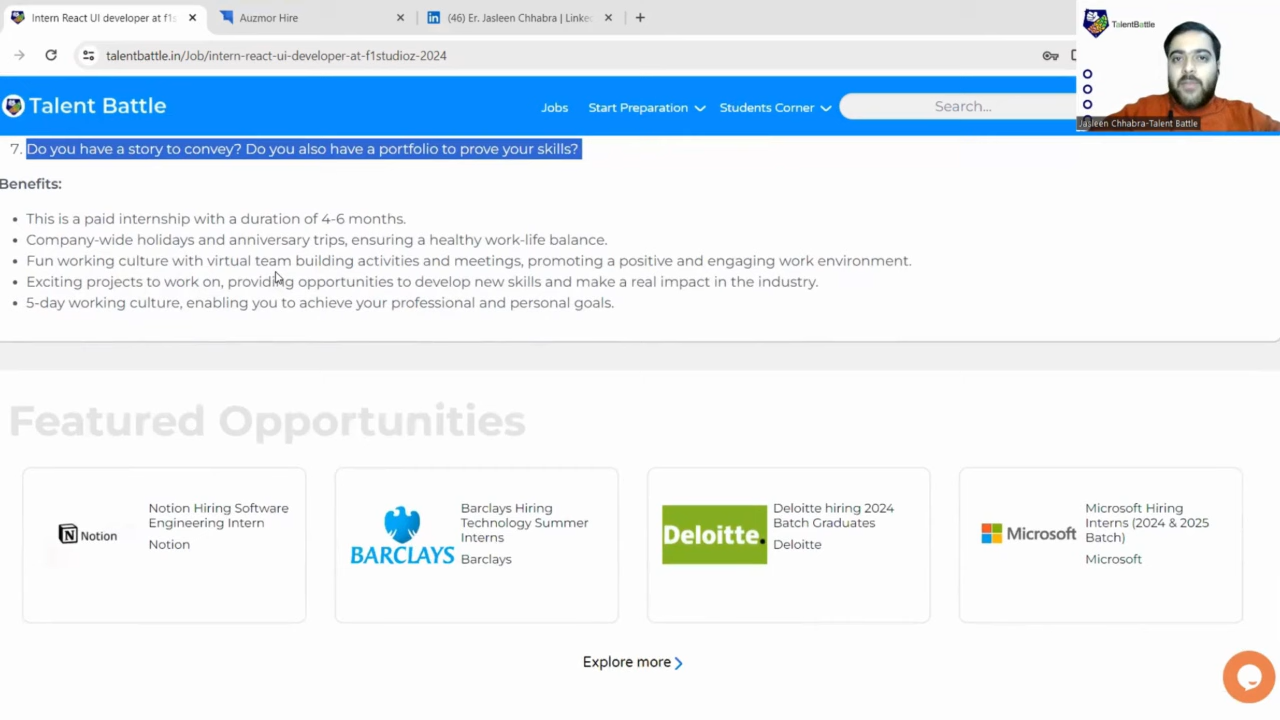 Intern React UI developer at f1s
Auzmor Hire
(46) Er. Jasleen Chhabra | Linke
talentbattle.in/Job/intern-react-ui-developer-at-f1studioz-2024
TalentBattle
Jasleen Chhabra-Talent Battle
Talent Battle
Jobs
Start Preparation
Students Corner
Search...
7. Do you have a story to convey? Do you also have a portfolio to prove your skills?
Benefits:
• This is a paid internship with a duration of 4-6 months.
• Company-wide holidays and anniversary trips, ensuring a healthy work-life balance.
• Fun working culture with virtual team building activities and meetings, promoting a positive and engaging work environment.
• Exciting projects to work on, providing opportunities to develop new skills and make a real impact in the industry.
• 5-day working culture, enabling you to achieve your professional and personal goals.
Featured Opportunities
Notion
Notion Hiring Software
Engineering Intern
Notion
BARCLAYS
Barclays Hiring
Technology Summer
Interns
Barclays
Deloitte.
Deloitte hiring 2024
Batch Graduates
Deloitte
Microsoft
Microsoft Hiring
Interns (2024 & 2025
Batch)
Microsoft
Explore more